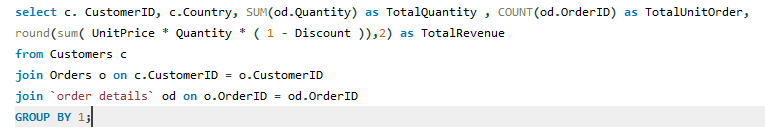 select c. CustomerID, c.Country, SUM(od.Quantity) as TotalQuantity , COUNT(od.OrderID) as TotalUnitOrder,
round(sum( UnitPrice * Quantity * ( 1 - Discount )),2) as TotalRevenue
from Customers c
join Orders o on c.CustomerID = o.CustomerID
join `order details` od on o.OrderID = od.OrderID
GROUP BY 1;